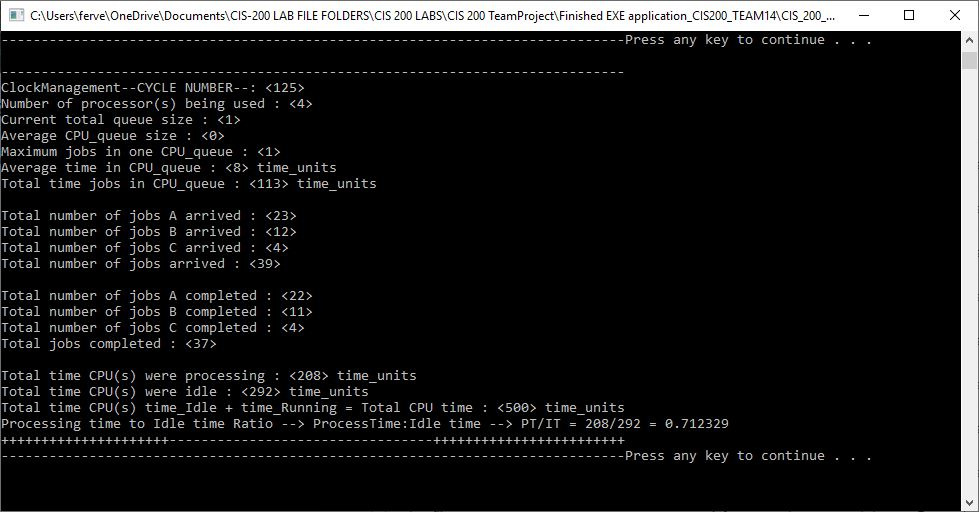 C:\Users\ferve\OneDrive\Documents\CIS-200 LAB FILE FOLDERS\CIS 200 LABS\CIS 200 TeamProject\Finished EXE application_CIS200_TEAM14\CIS_200_...
------------------------------------------------------------------------------Press any key to continue . . .
------------------------------------------------------------------------------
ClockManagement--CYCLE NUMBER--: <125>
Number of processor(s) being used : <4>
Current total queue size : <1>
Average CPU_queue size : <0>
Maximum jobs in one CPU_queue : <1>
Average time in CPU_queue : <8> time_units
Total time jobs in CPU_queue : <113> time_units
Total number of jobs A arrived : <23>
Total number of jobs B arrived : <12>
Total number of jobs C arrived : <4>
Total number of jobs arrived : <39>
Total number of jobs A completed : <22>
Total number of jobs B completed : <11>
Total number of jobs C completed : <4>
Total jobs completed : <37>
Total time CPU(s) were processing : <208> time_units
Total time CPU(s) were idle : <292> time_units
Total time CPU(s) time_Idle + time_Running = Total CPU time : <500> time_units
Processing time to Idle time Ratio --> ProcessTime:Idle time --> PT/IT = 208/292 = 0.712329
+++++++++++++++++++++---------------------------------++++++++++++++++++++++++
------------------------------------------------------------------------------Press any key to continue . . .